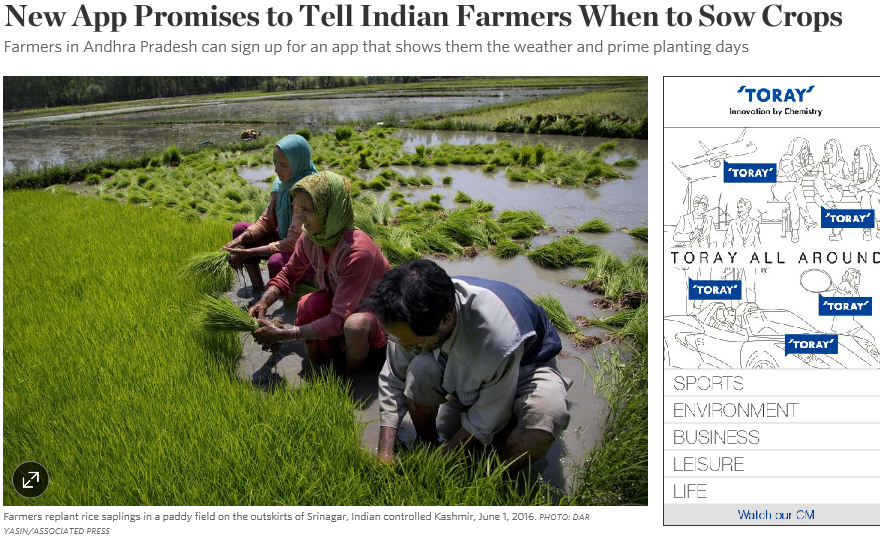 New App Promises to Tell Indian Farmers When to Sow Crops
Farmers in Andhra Pradesh can sign up for an app that shows them the weather and prime planting days
Farmers replant rice saplings in a paddy field on the outskirts of Srinagar, Indian controlled Kashmir, June 1, 2016. PHOTO: DAR
YASIN/ASSOCIATED PRESS
'TORAY'
Innovation by Chemistry
'TORAY'
'TORAY'
TORAY ALL AROUND
'TORAY'
'TORAY'
'TORAY'
SPORTS
ENVIRONMENT
BUSINESS
LEISURE
LIFE
Watch our CM